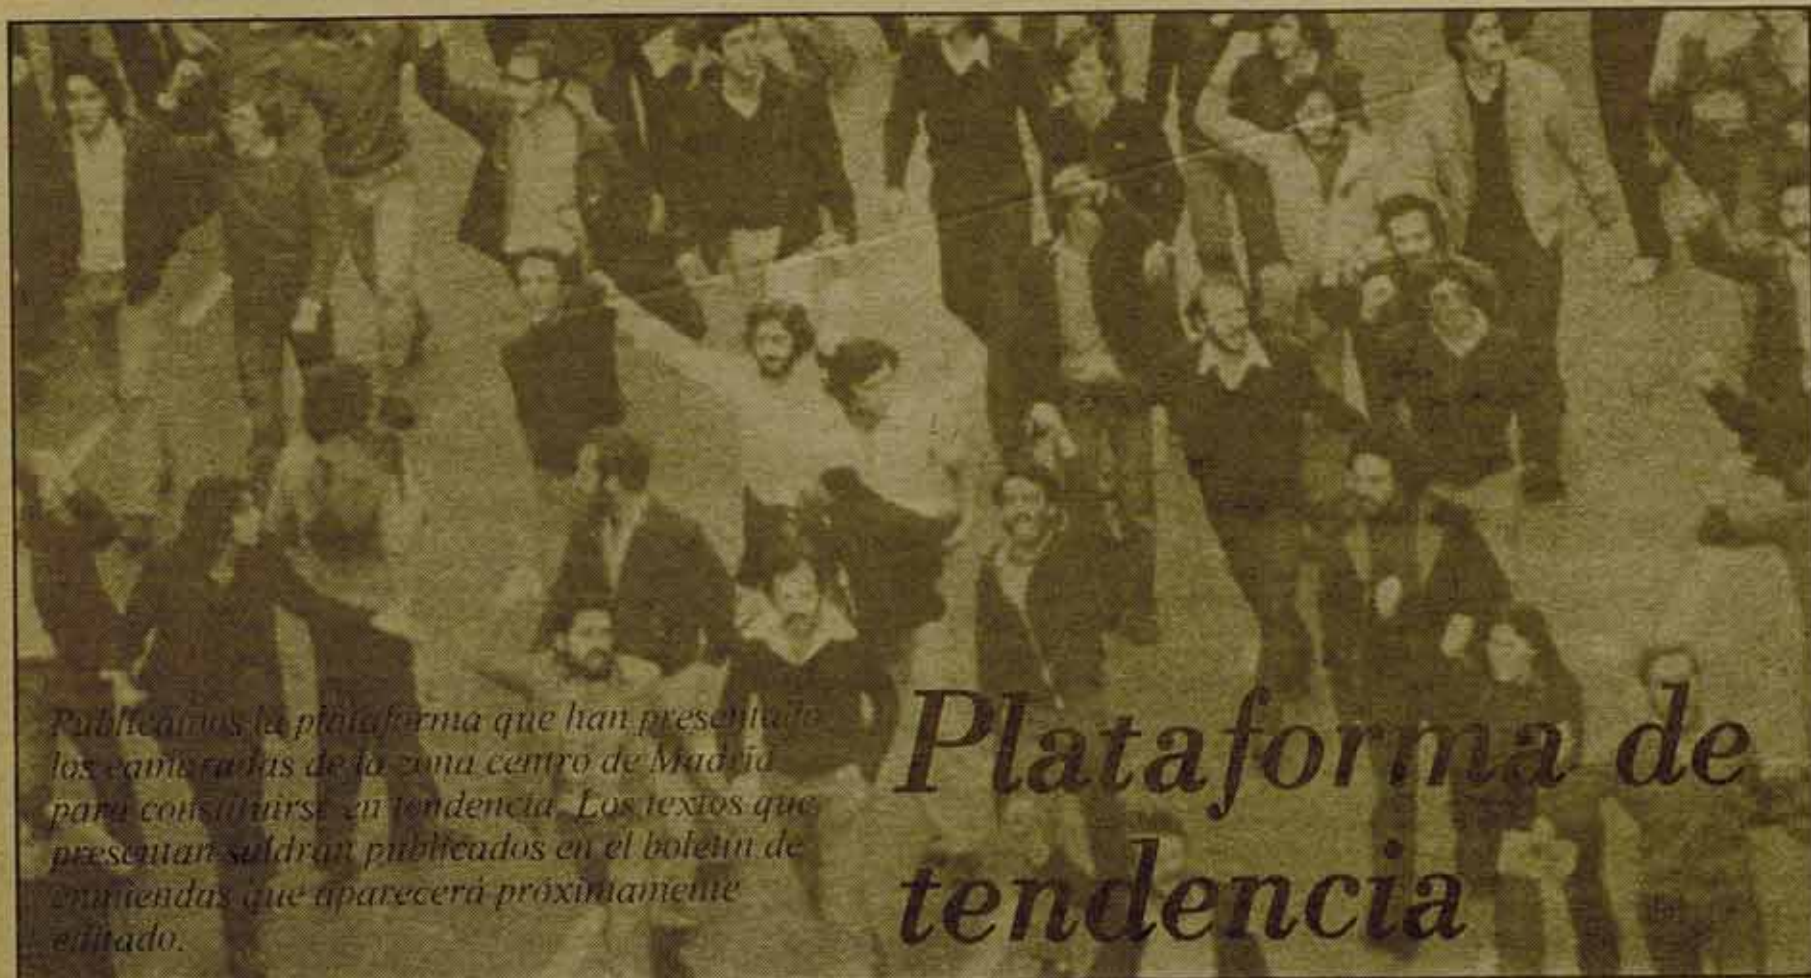 Publicamos la plataforma que han presentado
los camaradas de la zona centro de Madrid
para constituirse en tendencia. Los textos que
presentan saldrán publicados en el boletín de
enmiendas que aparecerá próximamente
editado.
Plataforma de
tendencia